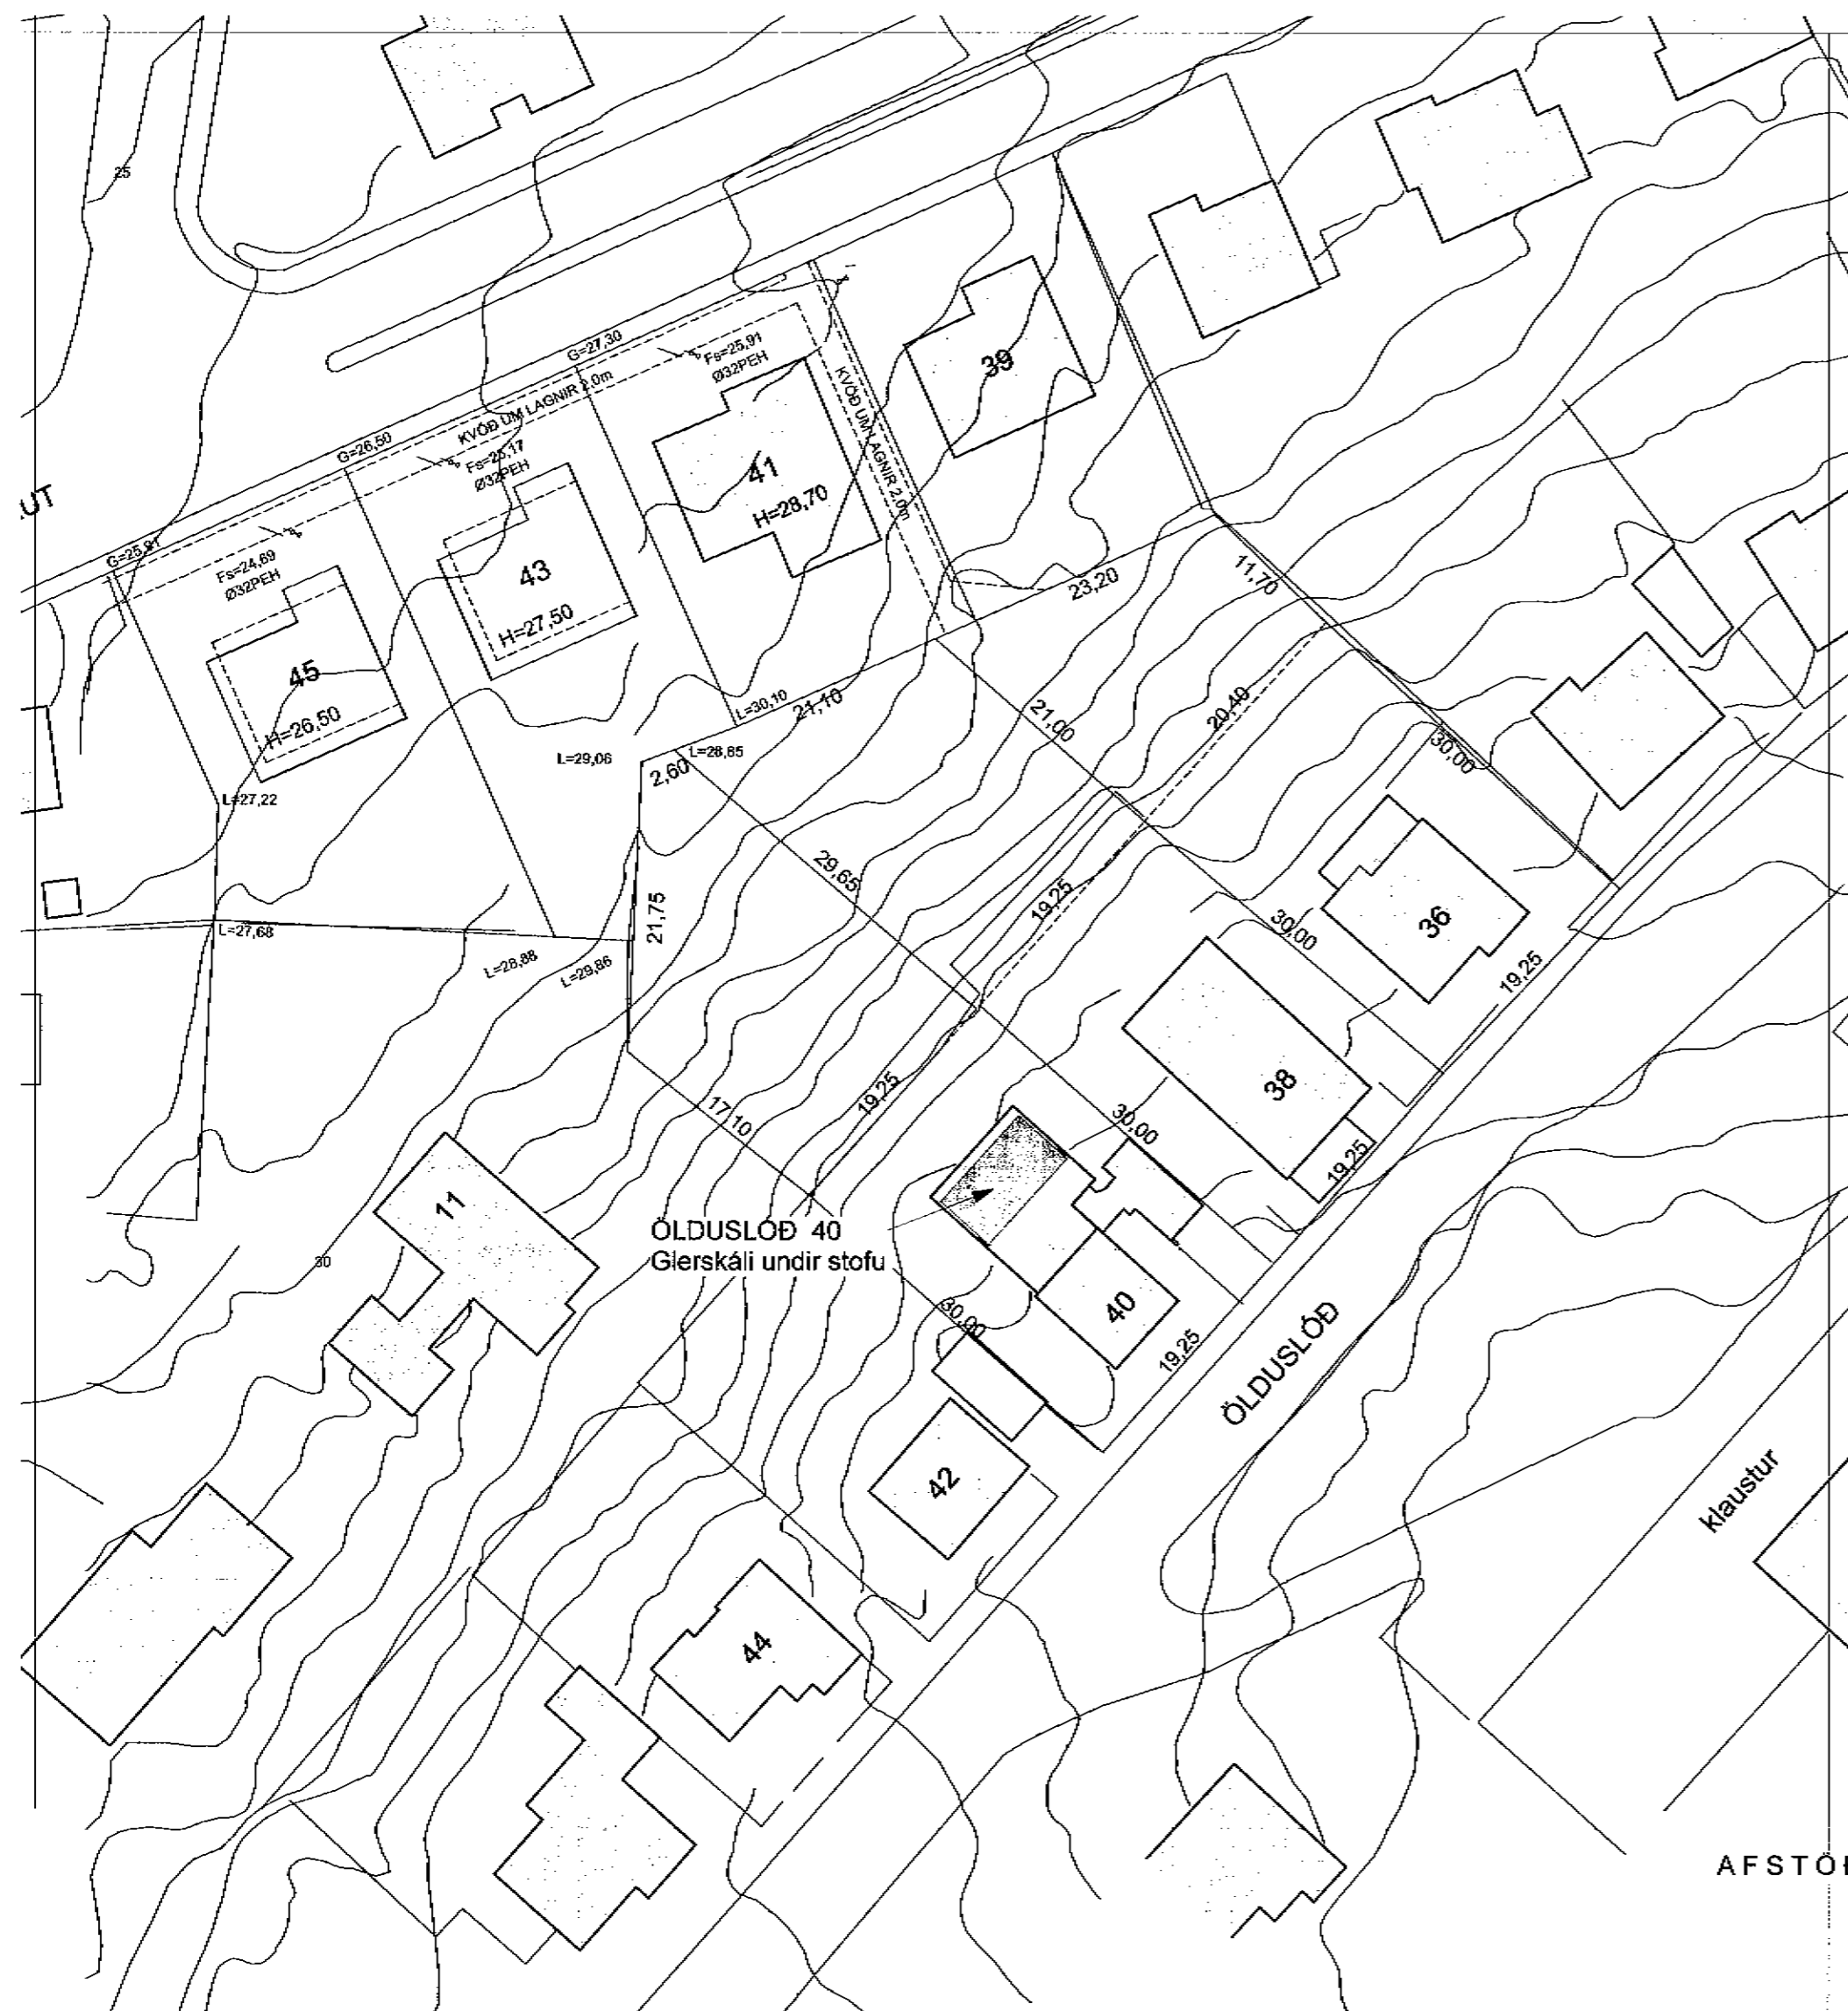 25
G=27,30
Fs=25,91
Ø32PEH
39
KVÖÐ UM LAGNIR 2.0m
G=26,50
Fs=25,17
Ø32PEH
41
H=28,70
KVÖÐ UM LAGNIR 2.0m
G=25,91
Fs=24,69
Ø32PEH
43
H=27,50
23,20
11,70
45
H=26,50
L=30,10
21,10
21,00
20,40
30,00
L=29,06
L=28,85
2,60
L=27,22
29,65
19,25
21,75
30,00
36
L=27,68
L=28,88
L=29,86
19,25
38
19,25
17,10
30,00
19,25
11
ÖLDUSLÓÐ 40
Glerskáli undir stofu
30
30,00
40
19,25
ÖLDUSLÓÐ
42
klaustur
44